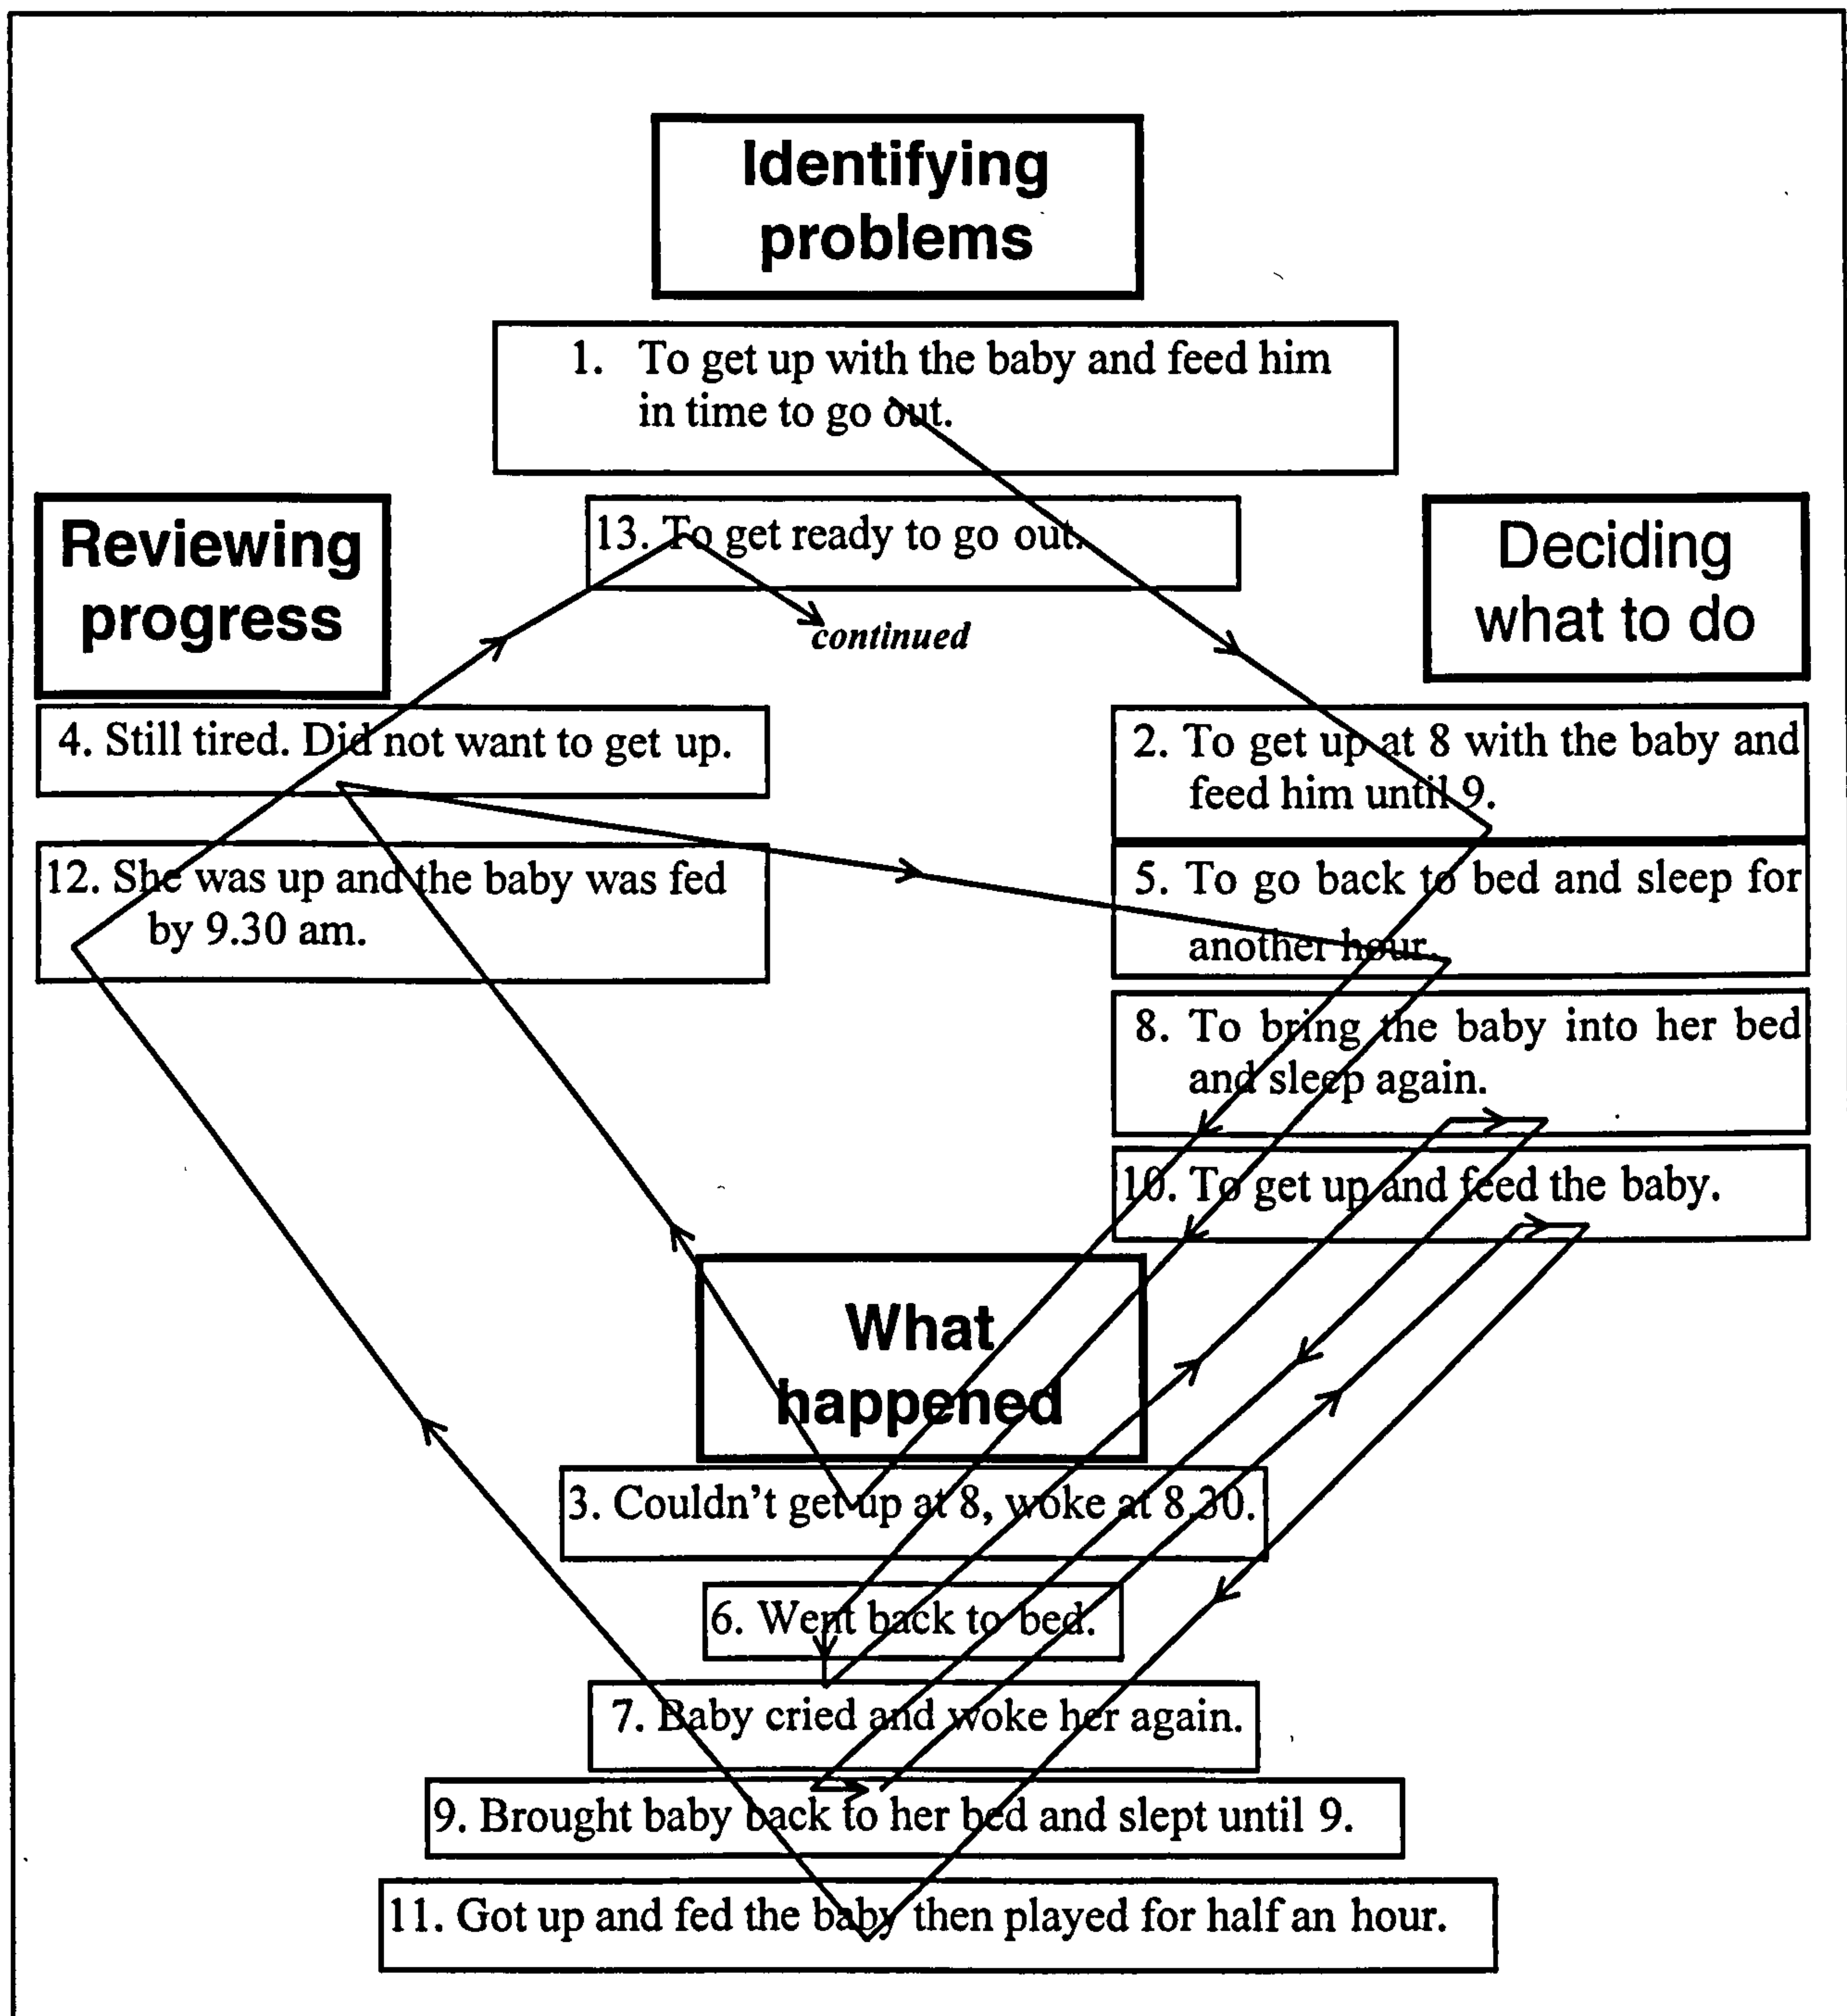 Identifying
problems
1. To get up with the baby and feed him
in time to go out.
13. To get ready to go out.
continued
Reviewing
progress
4. Still tired. Did not want to get up.
12. She was up and the baby was fed
by 9.30 am.
Deciding
what to do
2. To get up at 8 with the baby and
feed him until 9.
5. To go back to bed and sleep for
another hour.
8. To bring the baby into her bed
and sleep again.
10. To get up and feed the baby.
What
happened
3. Couldn't get up at 8, woke at 8.30.
6. Went back to bed.
7. Baby cried and woke her again.
9. Brought baby back to her bed and slept until 9.
11. Got up and fed the baby then played for half an hour.